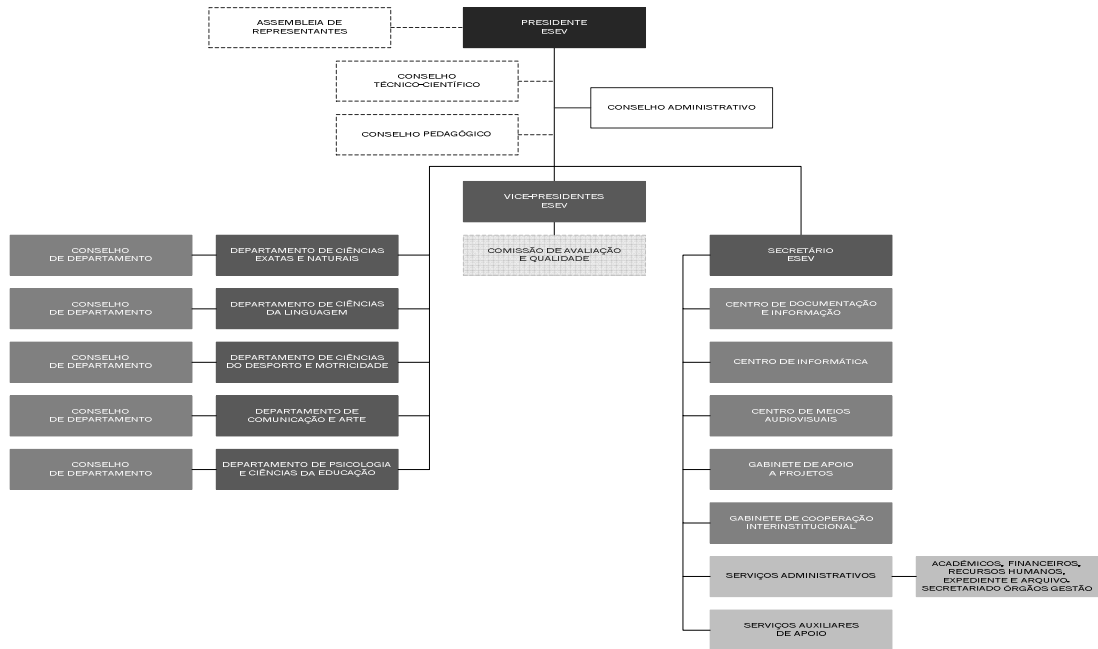 ASSEMBLEIA DE
REPRESENTANTES
PRESIDENTE
ESEV
CONSELHO
TÉCNICO-CIENTÍFICO
CONSELHO ADMINISTRATIVO
CONSELHO PEDAGÓGICO
VICE-PRESIDENTES
ESEV
COMISSÃO DE AVALIAÇÃO
E QUALIDADE
CONSELHO
DE DEPARTAMENTO
DEPARTAMENTO DE CIÊNCIAS
EXATAS E NATURAIS
CONSELHO
DE DEPARTAMENTO
DEPARTAMENTO DE CIÊNCIAS
DA LINGUAGEM
CONSELHO
DE DEPARTAMENTO
DEPARTAMENTO DE CIÊNCIAS
DO DESPORTO E MOTRICIDADE
CONSELHO
DE DEPARTAMENTO
DEPARTAMENTO DE
COMUNICAÇÃO E ARTE
CONSELHO
DE DEPARTAMENTO
DEPARTAMENTO DE PSICOLOGIA
E CIÊNCIAS DA EDUCAÇÃO
SECRETÁRIO
ESEV
CENTRO DE DOCUMENTAÇÃO
E INFORMAÇÃO
CENTRO DE INFORMÁTICA
CENTRO DE MEIOS
AUDIOVISUAIS
GABINETE DE APOIO
A PROJETOS
GABINETE DE COOPERAÇÃO
INTERINSTITUCIONAL
SERVIÇOS ADMINISTRATIVOS
ACADÉMICOS, FINANCEIROS,
RECURSOS HUMANOS,
EXPEDIENTE E ARQUIVO-
SECRETARIADO ÓRGÃOS GESTÃO
SERVIÇOS AUXILIARES
DE APOIO